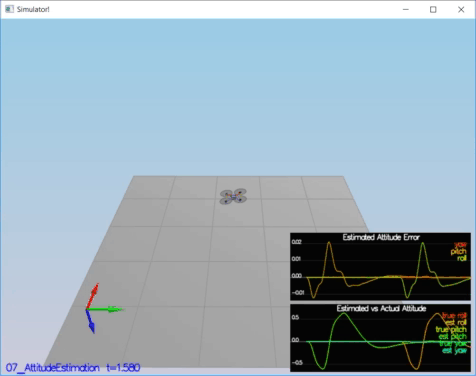 Simulator!
Estimated Attitude Error
0.02
0.01
0.00
-0.01
yaw
pitch
roll
Estimated vs Actual Attitude
0.5
0.0
-0.5
true roll
est roll
true pitch
est pitch
true yaw
est yaw
07_AttitudeEstimation t=1.580